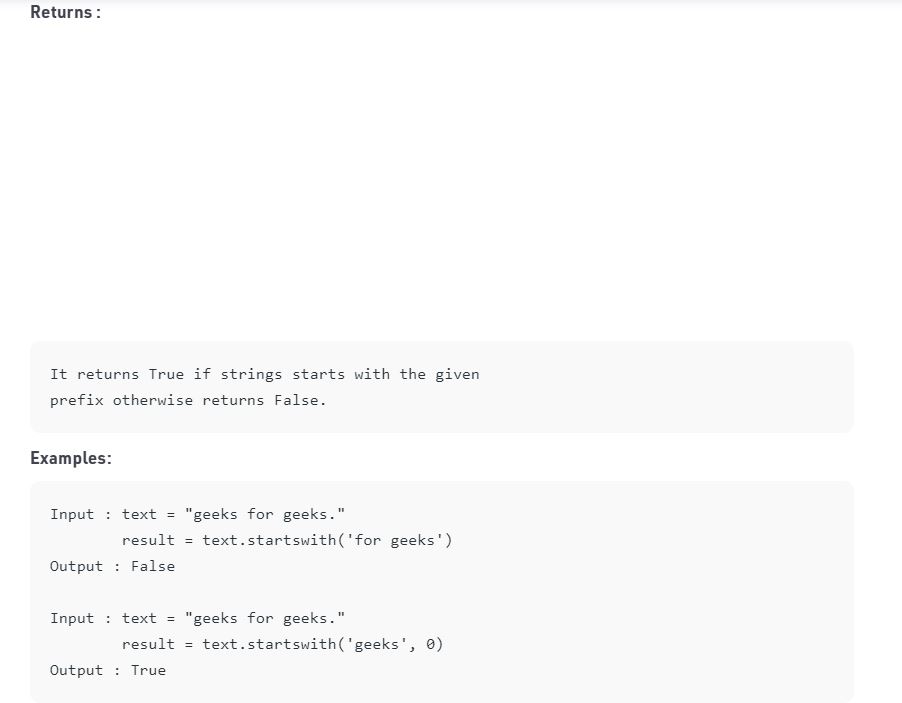 Returns :
It returns True if strings starts with the given
prefix otherwise returns False.
Examples:
Input : text = "geeks for geeks."
        result = text.startswith('for geeks')
Output : False
Input : text = "geeks for geeks."
        result = text.startswith('geeks', 0)
Output : True